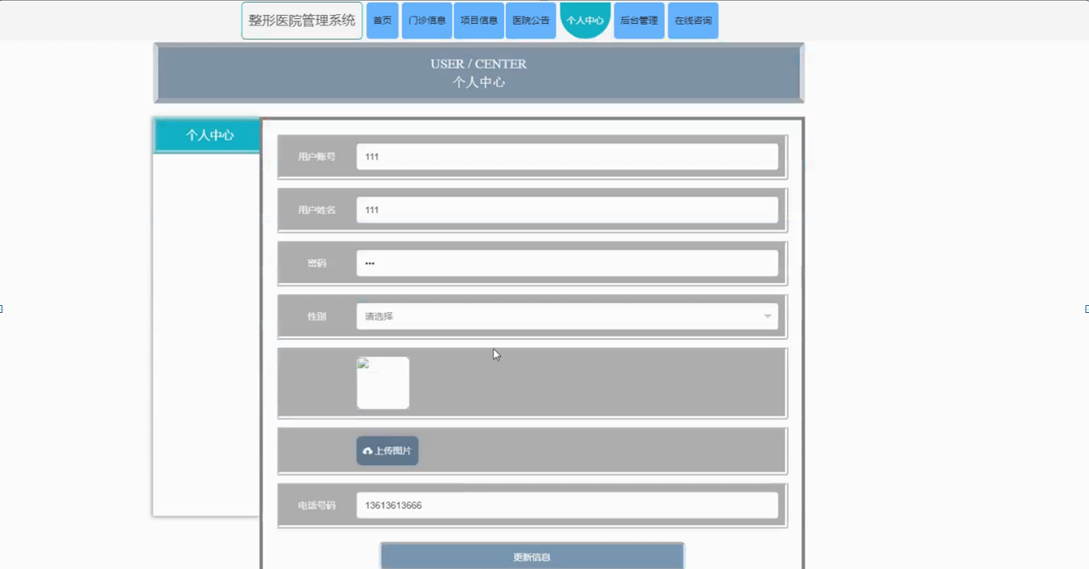 整形医院管理系统
首页
门诊信息
项目信息
医院公告
个人中心
后台管理
在线咨询
USER / CENTER
个人中心
个人中心
用户账号
111
用户姓名
111
密码
•••
性别
请选择
上传图片
电话号码
13613613666
更新信息